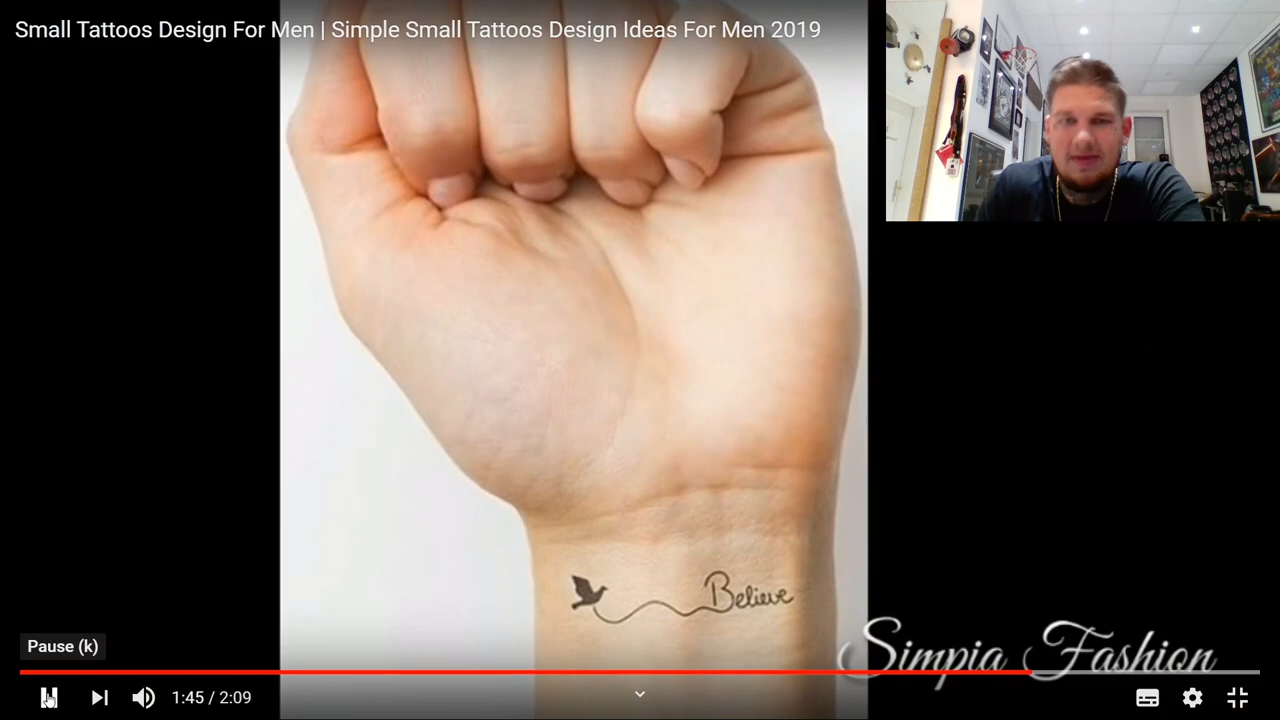 Small Tattoos Design For Men | Simple Small Tattoos Design Ideas For Men 2019
Believe
Simpia Fashion
Pause (k)
1:45 / 2:09